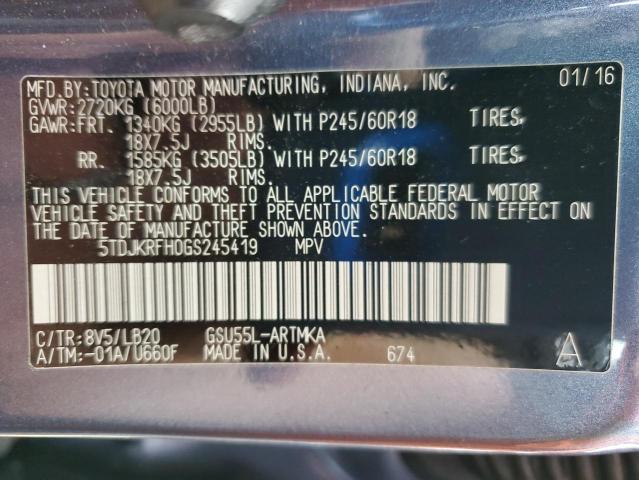 MFD.BY:TOYOTA MOTOR MANUFACTURING, INDIANA, INC. 01/16
GVWR:2720KG (6000LB)
GAWR:FRT. 1340KG (2955LB) WITH P245/60R18 TIRES,
18X7.5J RIMS.
RR. 1585KG (3505LB) WITH P245/60R18 TIRES,
18X7.5J RIMS.
THIS VEHICLE CONFORMS TO ALL APPLICABLE FEDERAL MOTOR
VEHICLE SAFETY AND THEFT PREVENTION STANDARDS IN EFFECT ON
THE DATE OF MANUFACTURE SHOWN ABOVE.
5TDJKRFH0GS245419 MPV
C/TR:8V5/LB20 GSU55L-ARTMKA
A/TM:-01A/U660F MADE IN U.S.A. 674 A